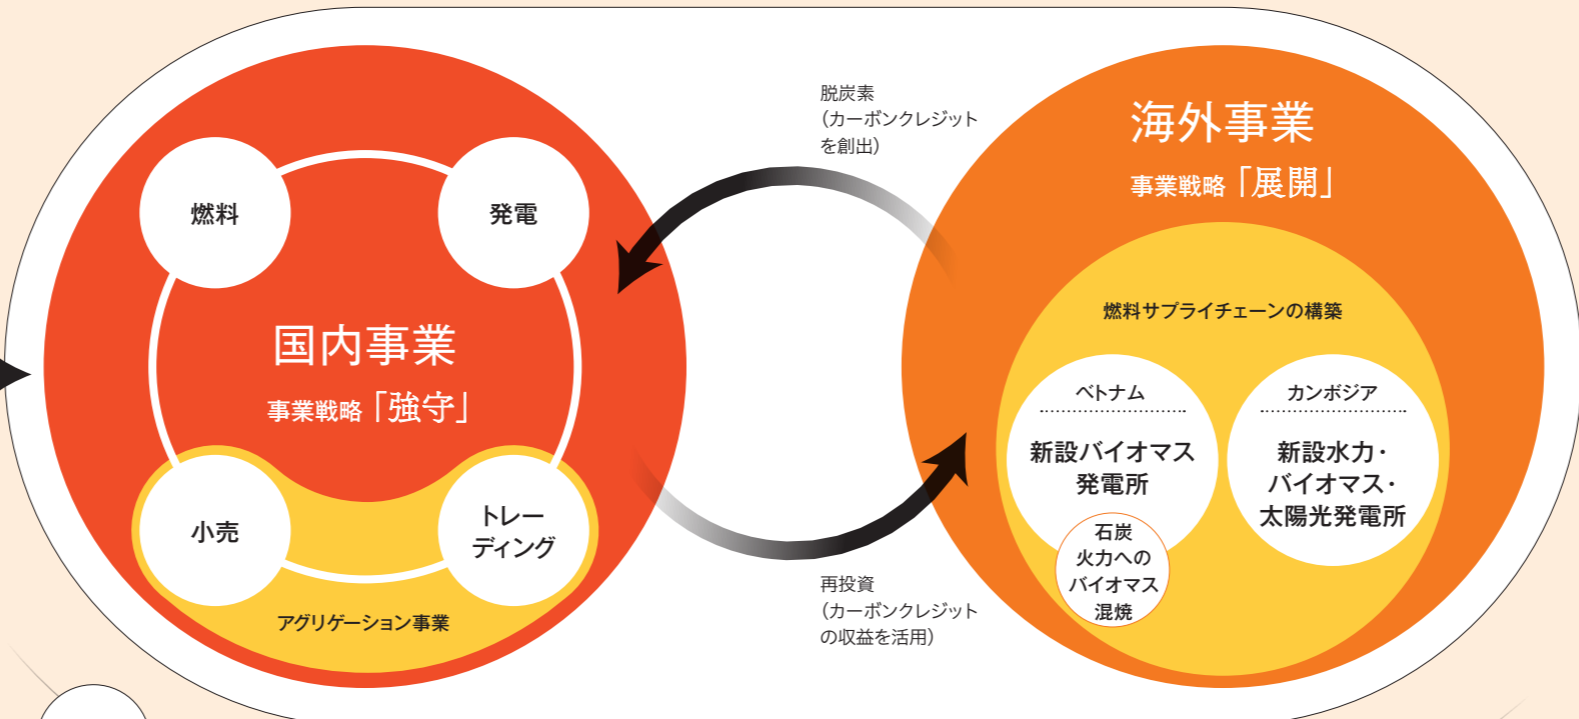 燃料
発電
国内事業
事業戦略「強守」
小売
トレー
ディング
アグリゲーション事業
脱炭素
(カーボンクレジット
を創出)
再投資
(カーボンクレジット
の収益を活用)
海外事業
事業戦略「展開」
燃料サプライチェーンの構築
ベトナム
新設バイオマス
発電所
石炭
火力への
バイオマス
混焼
カンボジア
新設水力・
バイオマス・
太陽光発電所